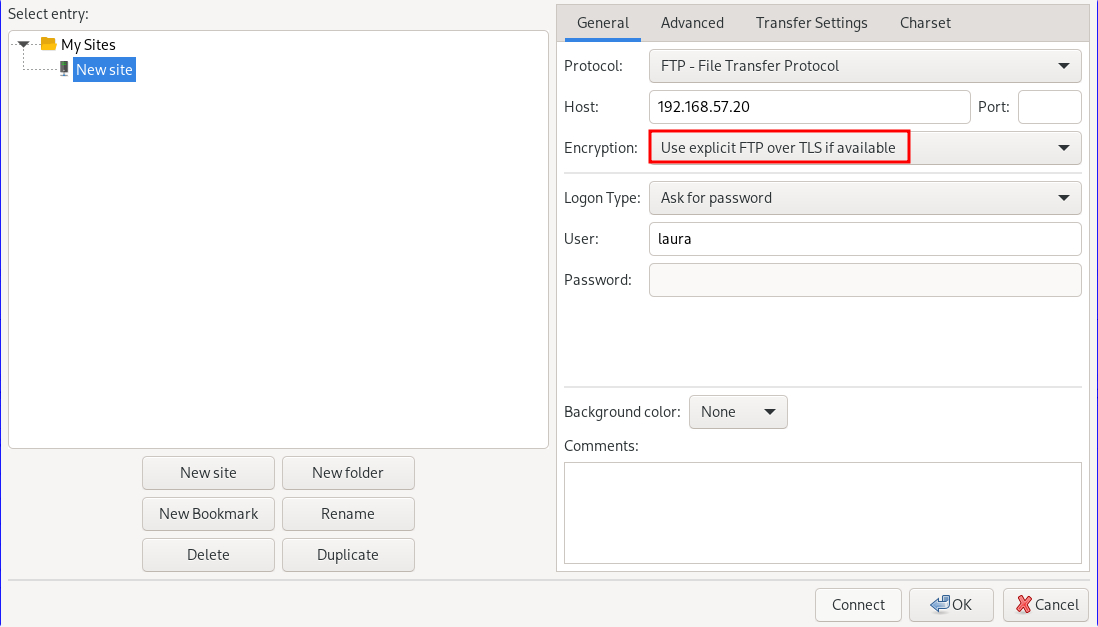 Select entry:
My Sites
New site
New site
New folder
New Bookmark
Rename
Delete
Duplicate
General
Advanced
Transfer Settings
Charset
Protocol:
FTP - File Transfer Protocol
Host:
192.168.57.20
Port:
Encryption:
Use explicit FTP over TLS if available
Logon Type:
Ask for password
User:
laura
Password:
Background color:
None
Comments:
Connect
OK
Cancel